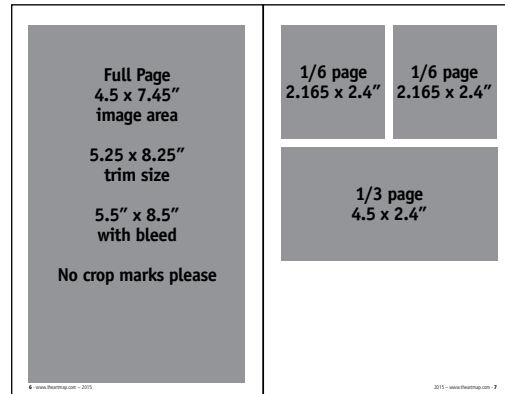 Full Page
4.5 x 7.45″
image area
5.25 x 8.25″
trim size
5.5″ x 8.5″
with bleed
No crop marks please
6 - www.theartmap.com – 2015
1/6 page
2.165 x 2.4″
1/6 page
2.165 x 2.4″
1/3 page
4.5 x 2.4″
2015 – www.theartmap.com - 7